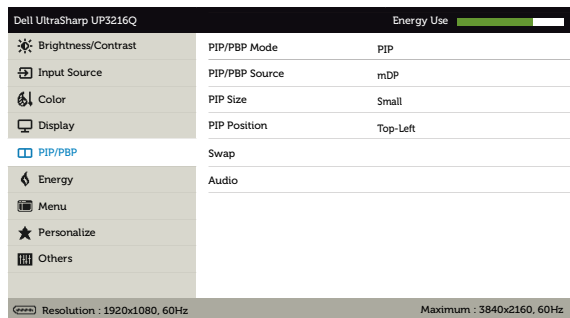 Dell UltraSharp UP3216Q Energy Use
Brightness/Contrast PIP/PBP Mode PIP
Input Source PIP/PBP Source mDP
Color PIP Size Small
Display PIP Position Top-Left
PIP/PBP Swap
Energy Audio
Menu
Personalize
Others
Resolution : 1920x1080, 60Hz Maximum : 3840x2160, 60Hz